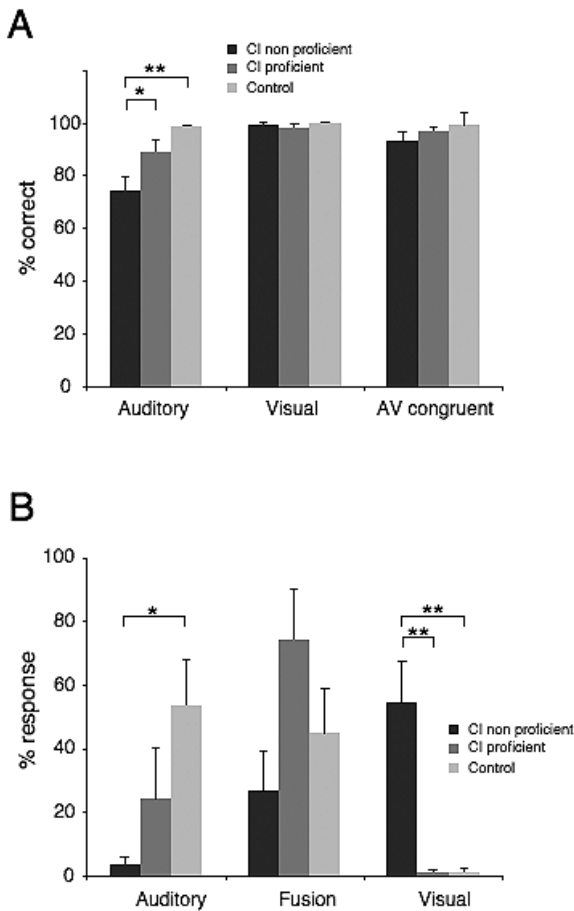 A
CI non proficient
CI proficient
Control
**
*
100
80
60
40
20
0
% correct
Auditory Visual AV congruent
B
100
80
60
40
20
0
% response
*
**
**
CI non proficient
CI proficient
Control
Auditory Fusion Visual